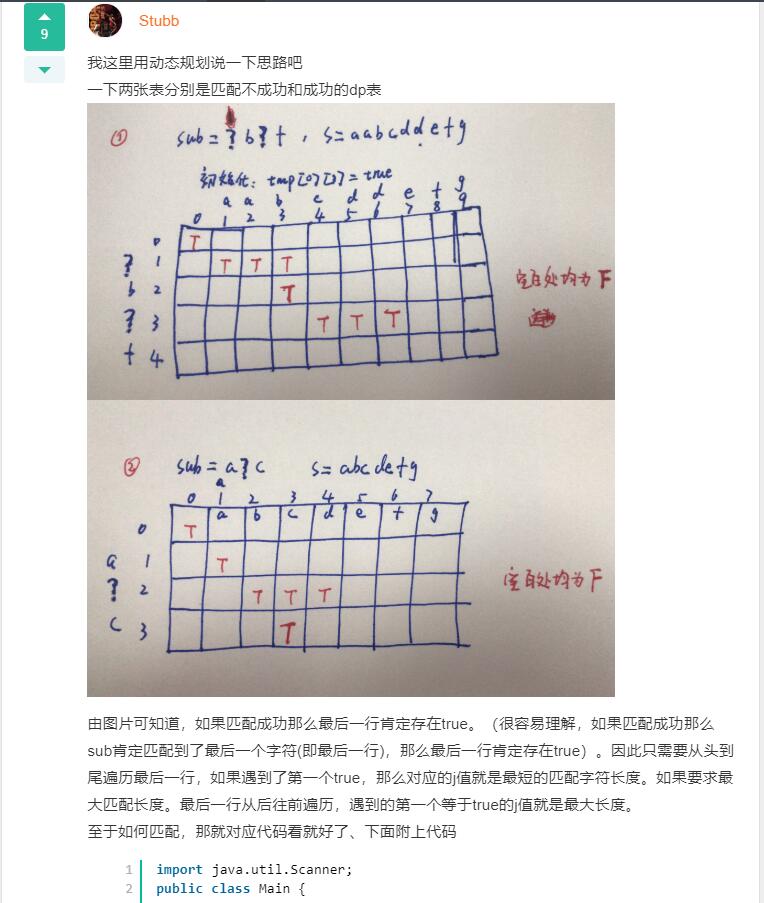 9
Stubb
我这里用动态规划说一下思路吧
一下两张表分别是匹配不成功和成功的dp表
① sub = ? b ? f , s = a a b c d d e f g
初始化: tmp[0][0] = true
a a b c d d e f g
0 1 2 3 4 5 6 7 8 9
0 T
? 1 T T T
b 2 T
空白处均为 F
? 3 T T T
f 4
② sub = a ? c s = abcdefg
a
0 1 2 3 4 5 6 7
a b c d e f g
0 T
a 1 T
? 2 T T T
空白处均为 F
c 3 T
由图片可知道，如果匹配成功那么最后一行肯定存在true。（很容易理解，如果匹配成功那么
sub肯定匹配到了最后一个字符(即最后一行)，那么最后一行肯定存在true）。因此只需要从头到
尾遍历最后一行，如果遇到了第一个true，那么对应的j值就是最短的匹配字符长度。如果要求最
大匹配长度。最后一行从后往前遍历，遇到的第一个等于true的j值就是最大长度。
至于如何匹配，那就对应代码看就好了、下面附上代码
1 import java.util.Scanner;
2 public class Main {